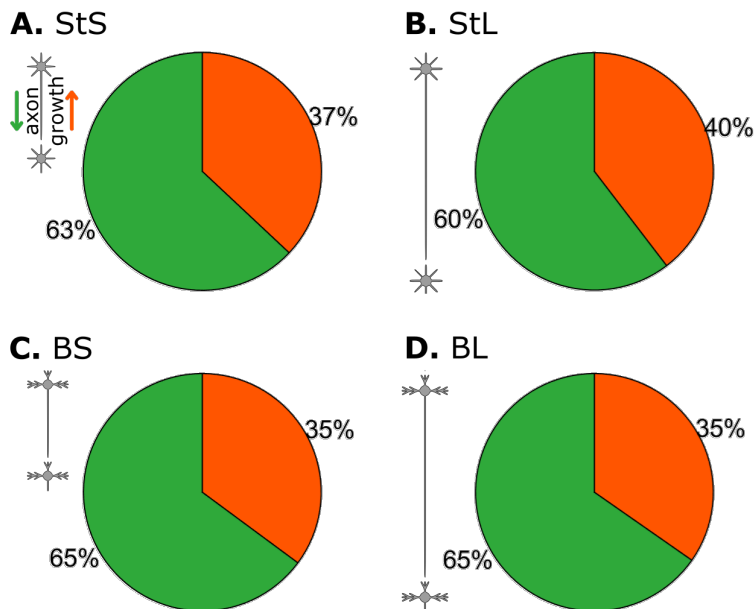 A. StS
axon
growth
37%
63%
B. StL
40%
60%
C. BS
35%
65%
D. BL
35%
65%